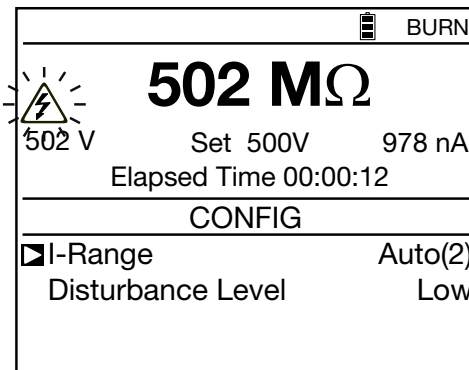 BURN
502 MΩ
502 V Set 500V 978 nA
Elapsed Time 00:00:12
CONFIG
I-Range Auto(2)
Disturbance Level Low